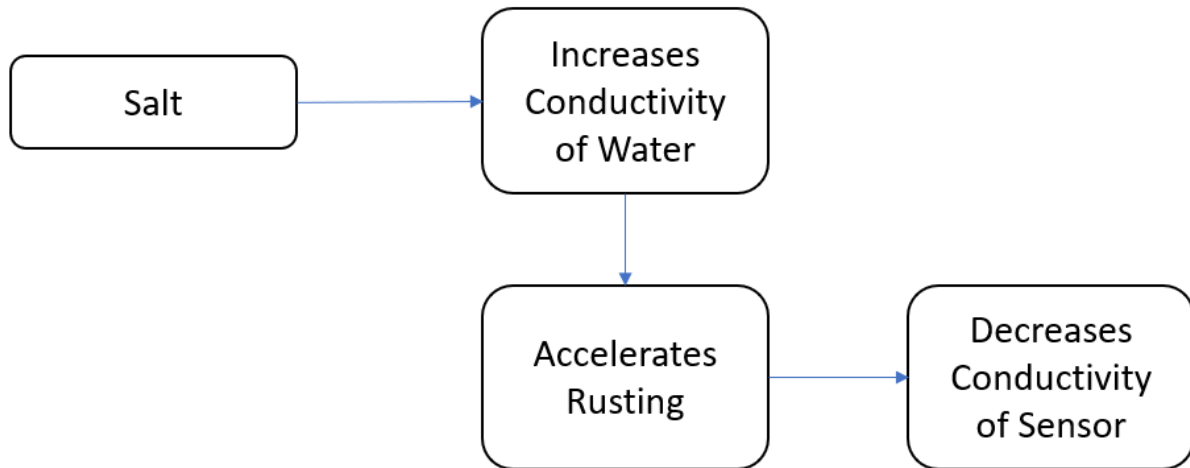 Salt
Increases
Conductivity
of Water
Accelerates
Rusting
Decreases
Conductivity
of Sensor